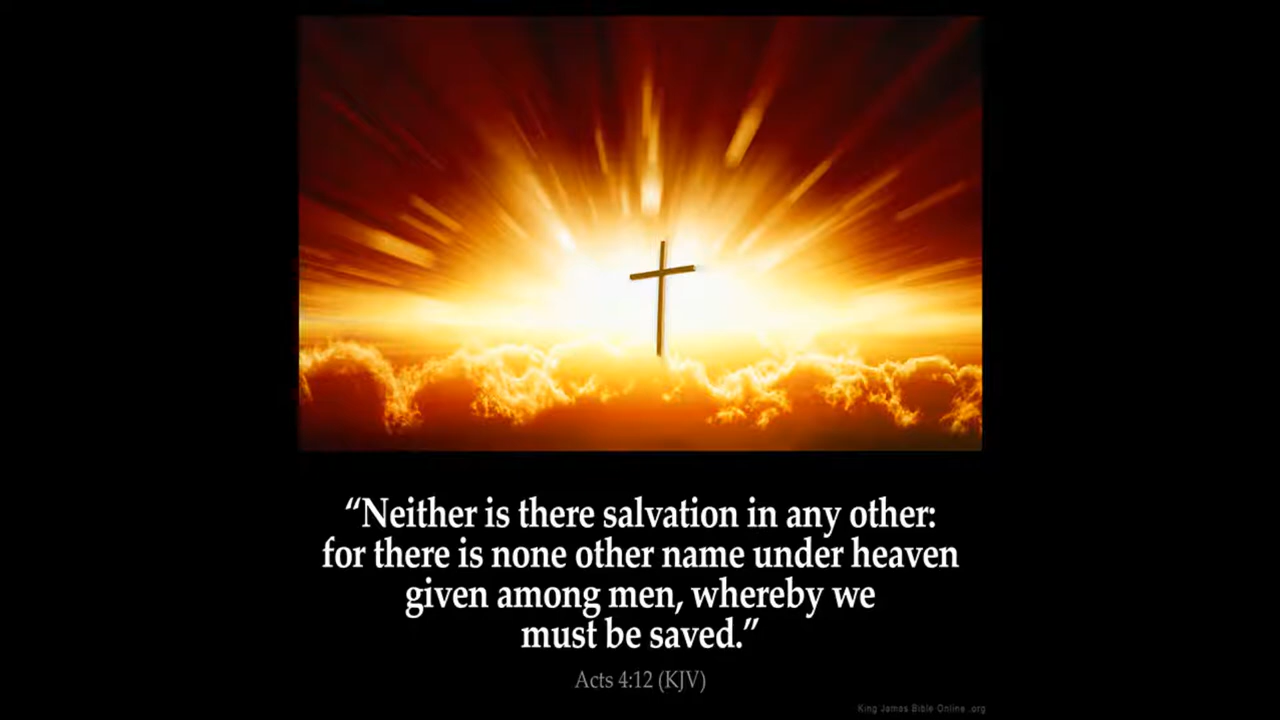 “Neither is there salvation in any other:
for there is none other name under heaven
given among men, whereby we
must be saved.”
Acts 4:12 (KJV)
King James Bible Online .org